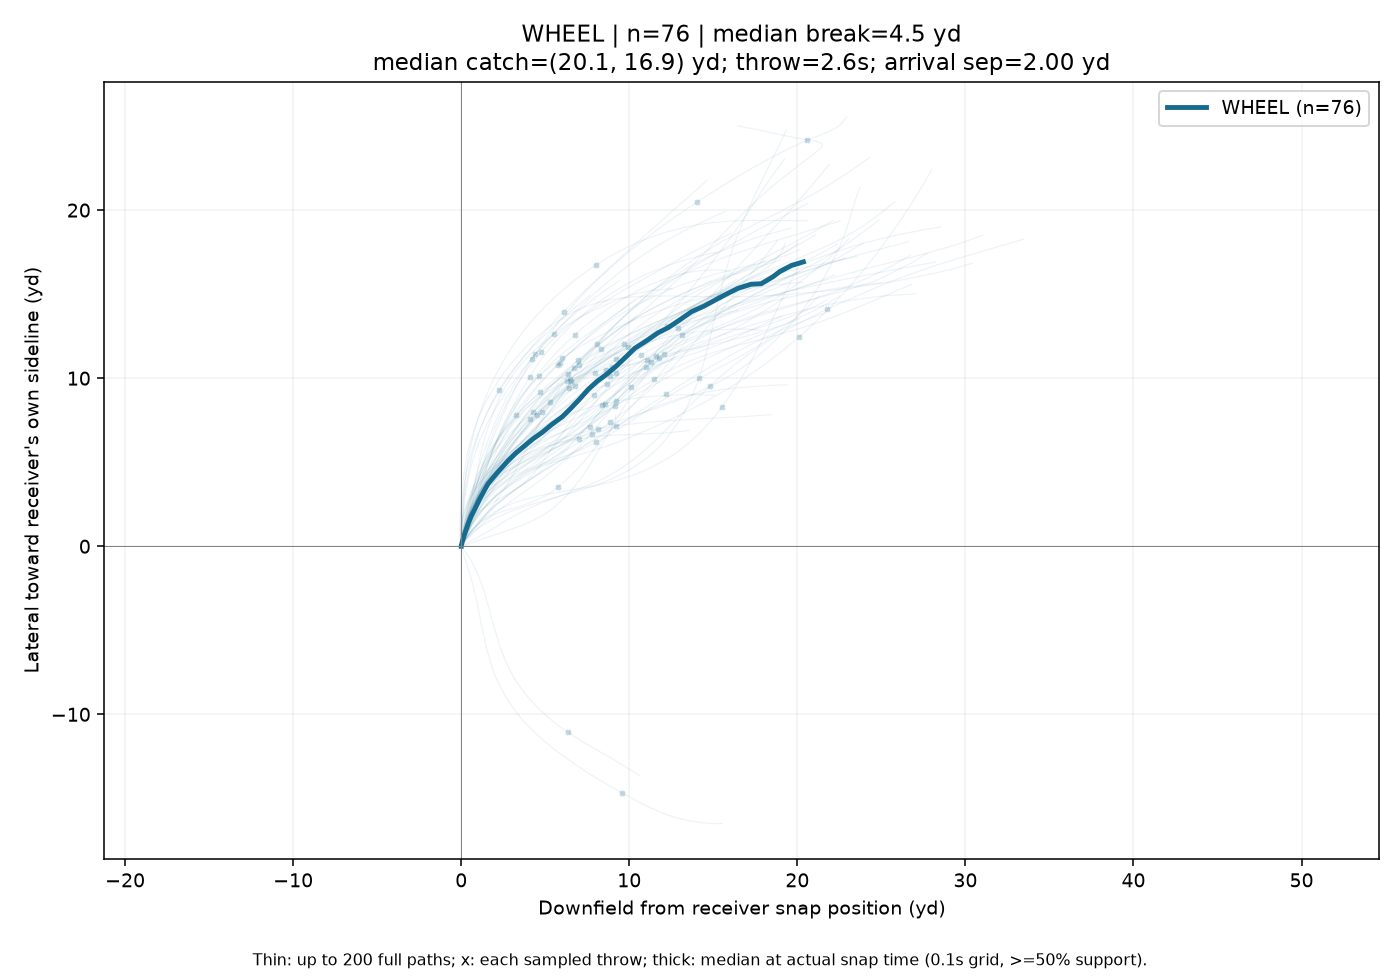 WHEEL | n=76 | median break=4.5 yd
median catch=(20.1, 16.9) yd; throw=2.6s; arrival sep=2.00 yd
WHEEL (n=76)
Lateral toward receiver's own sideline (yd)
20
10
0
−10
−20
−10
0
10
20
30
40
50
Downfield from receiver snap position (yd)
Thin: up to 200 full paths; x: each sampled throw; thick: median at actual snap time (0.1s grid, >=50% support).